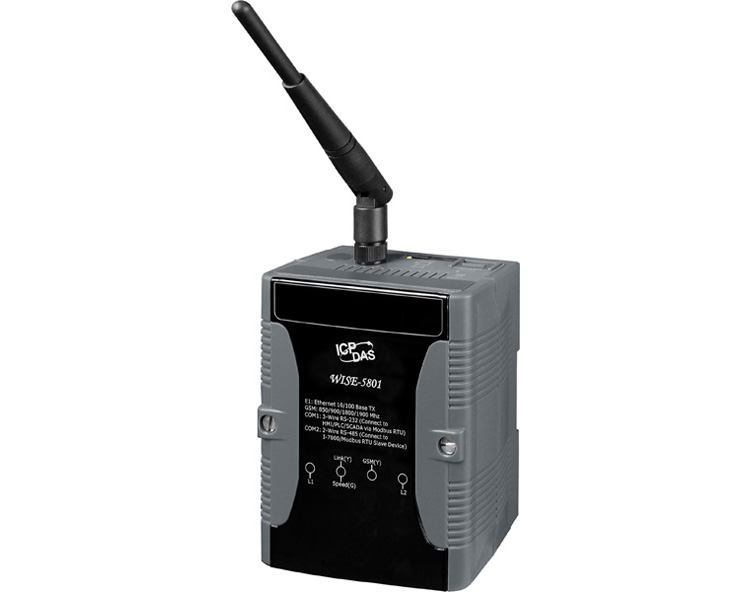 ICP
DAS
WISE-5801
E1: Ethernet 10/100 Base TX
GSM: 850/900/1800/1900 Mhz
COM1: 3-Wire RS-232 (Connect to
HMI/PLC/SCADA via Modbus RTU)
COM2: 2-Wire RS-485 (Connect to
I-7000/Modbus RTU Slave Device)
Link(Y) GSM(Y)
L1 Speed(G) L2